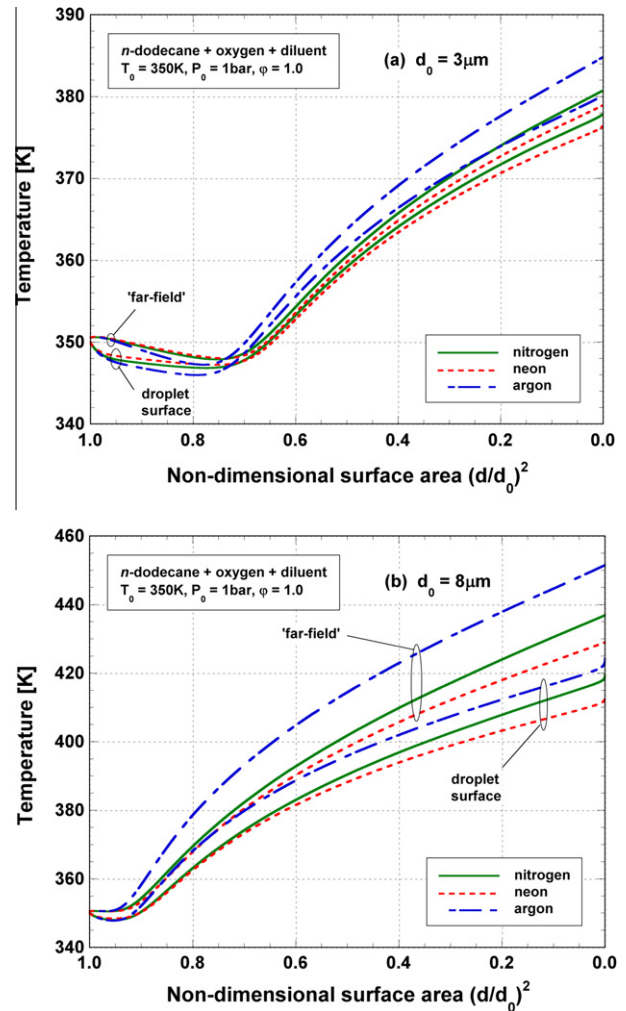 390
n-dodecane + oxygen + diluent
T0 = 350K, P0 = 1bar, φ = 1.0
(a) d0 = 3μm
380
370
360
'far-field'
350
droplet
surface
nitrogen
neon
argon
340
1.0 0.8 0.6 0.4 0.2 0.0
Temperature [K]
Non-dimensional surface area (d/d0)2
460
n-dodecane + oxygen + diluent
T0 = 350K, P0 = 1bar, φ = 1.0
(b) d0 = 8μm
'far-field'
440
420
400
droplet
surface
380
360
nitrogen
neon
argon
340
1.0 0.8 0.6 0.4 0.2 0.0
Temperature [K]
Non-dimensional surface area (d/d0)2